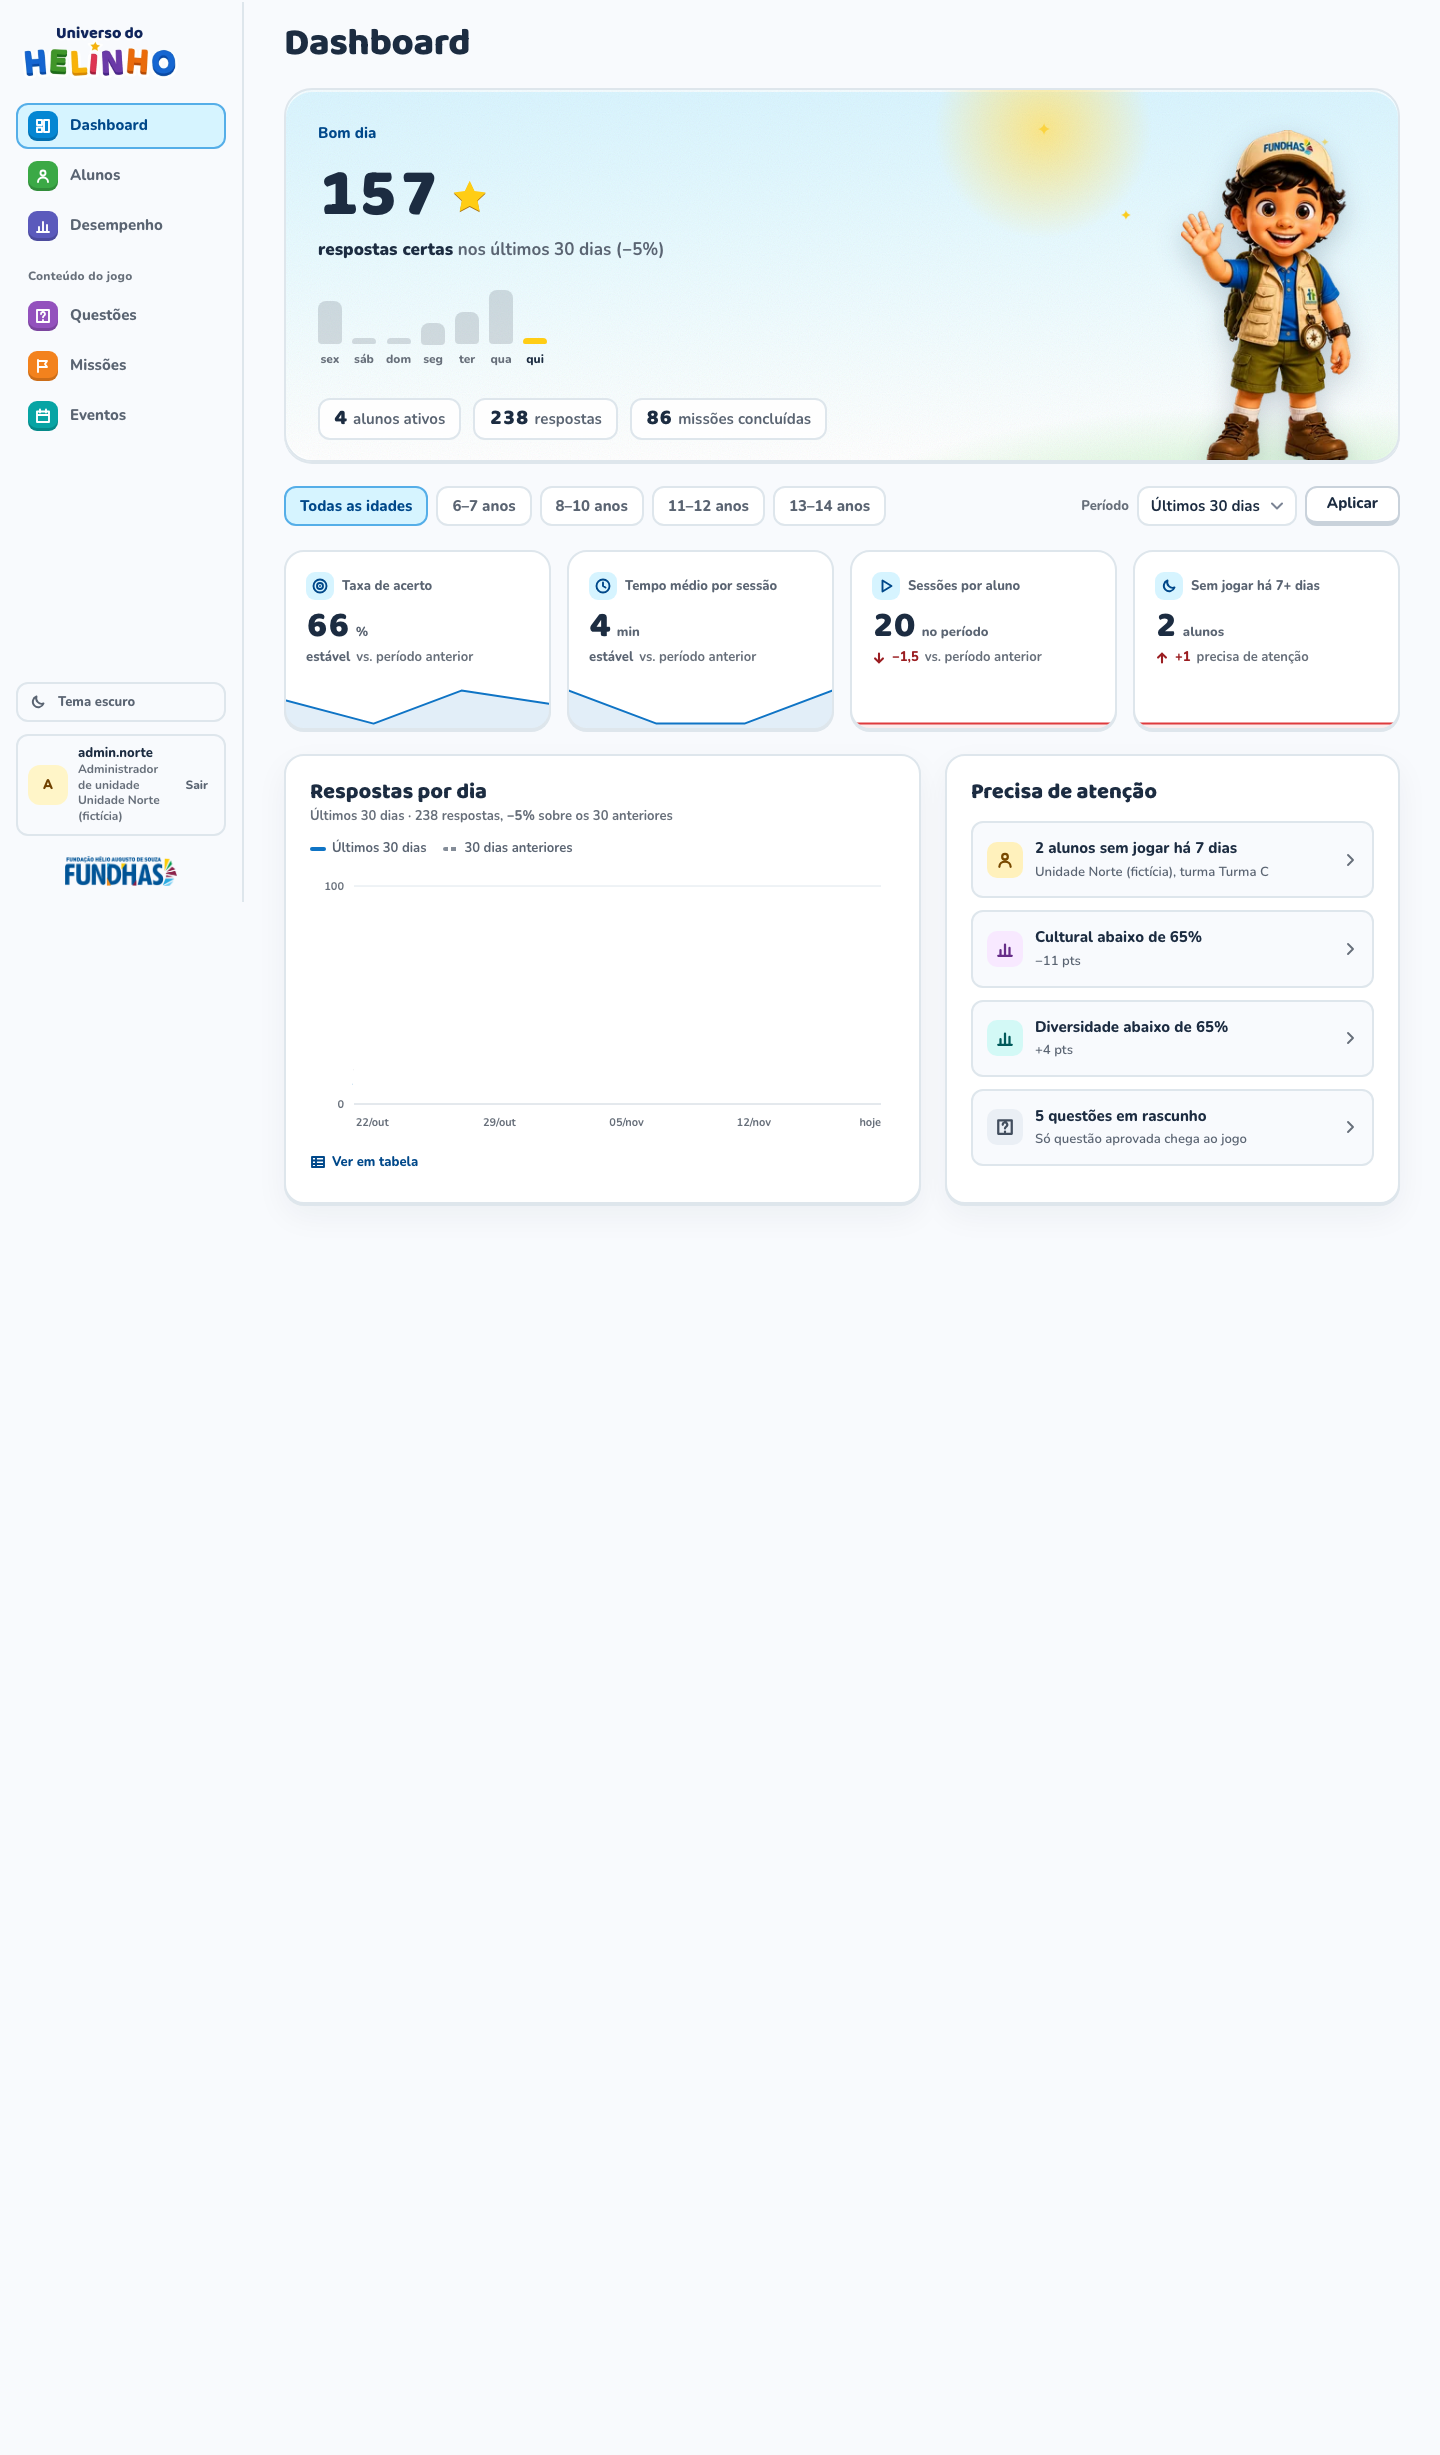 Universo do
HELINHO
Dashboard
Alunos
Desempenho
Conteúdo do jogo
Questões
Missões
Eventos
Tema escuro
A
admin.norte
Administrador
de unidade
Unidade Norte
(fictícia)
Sair
FUNDAÇÃO HÉLIO AUGUSTO DE SOUZA
FUNDHAS
Dashboard
Bom dia
157
respostas certas nos últimos 30 dias (−5%)
sex sáb dom seg ter qua qui
4 alunos ativos
238 respostas
86 missões concluídas
FUNDHAS
Todas as idades
6–7 anos
8–10 anos
11–12 anos
13–14 anos
Período
Últimos 30 dias
Aplicar
Taxa de acerto
66 %
estável vs. período anterior
Tempo médio por sessão
4 min
estável vs. período anterior
Sessões por aluno
20 no período
−1,5 vs. período anterior
Sem jogar há 7+ dias
2 alunos
+1 precisa de atenção
Respostas por dia
Últimos 30 dias · 238 respostas, −5% sobre os 30 anteriores
Últimos 30 dias
30 dias anteriores
100
0
22/out 29/out 05/nov 12/nov hoje
Ver em tabela
Precisa de atenção
2 alunos sem jogar há 7 dias
Unidade Norte (fictícia), turma Turma C
Cultural abaixo de 65%
−11 pts
Diversidade abaixo de 65%
+4 pts
5 questões em rascunho
Só questão aprovada chega ao jogo